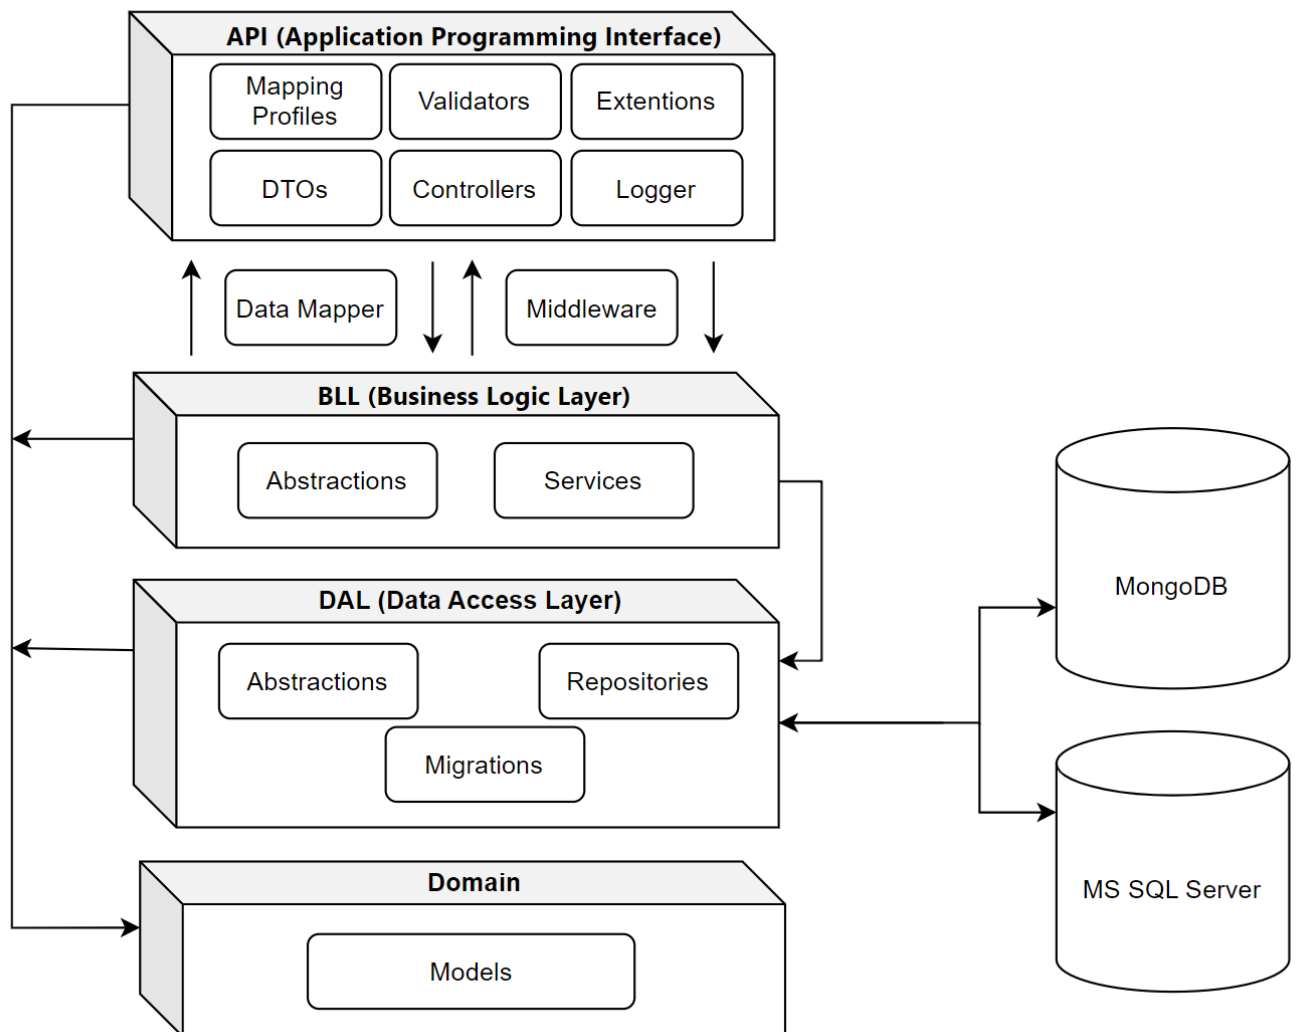 API (Application Programming Interface)
Mapping
Profiles
Validators
Extentions
DTOs
Controllers
Logger
Data Mapper
Middleware
BLL (Business Logic Layer)
Abstractions
Services
DAL (Data Access Layer)
Abstractions
Repositories
Migrations
Domain
Models
MongoDB
MS SQL Server